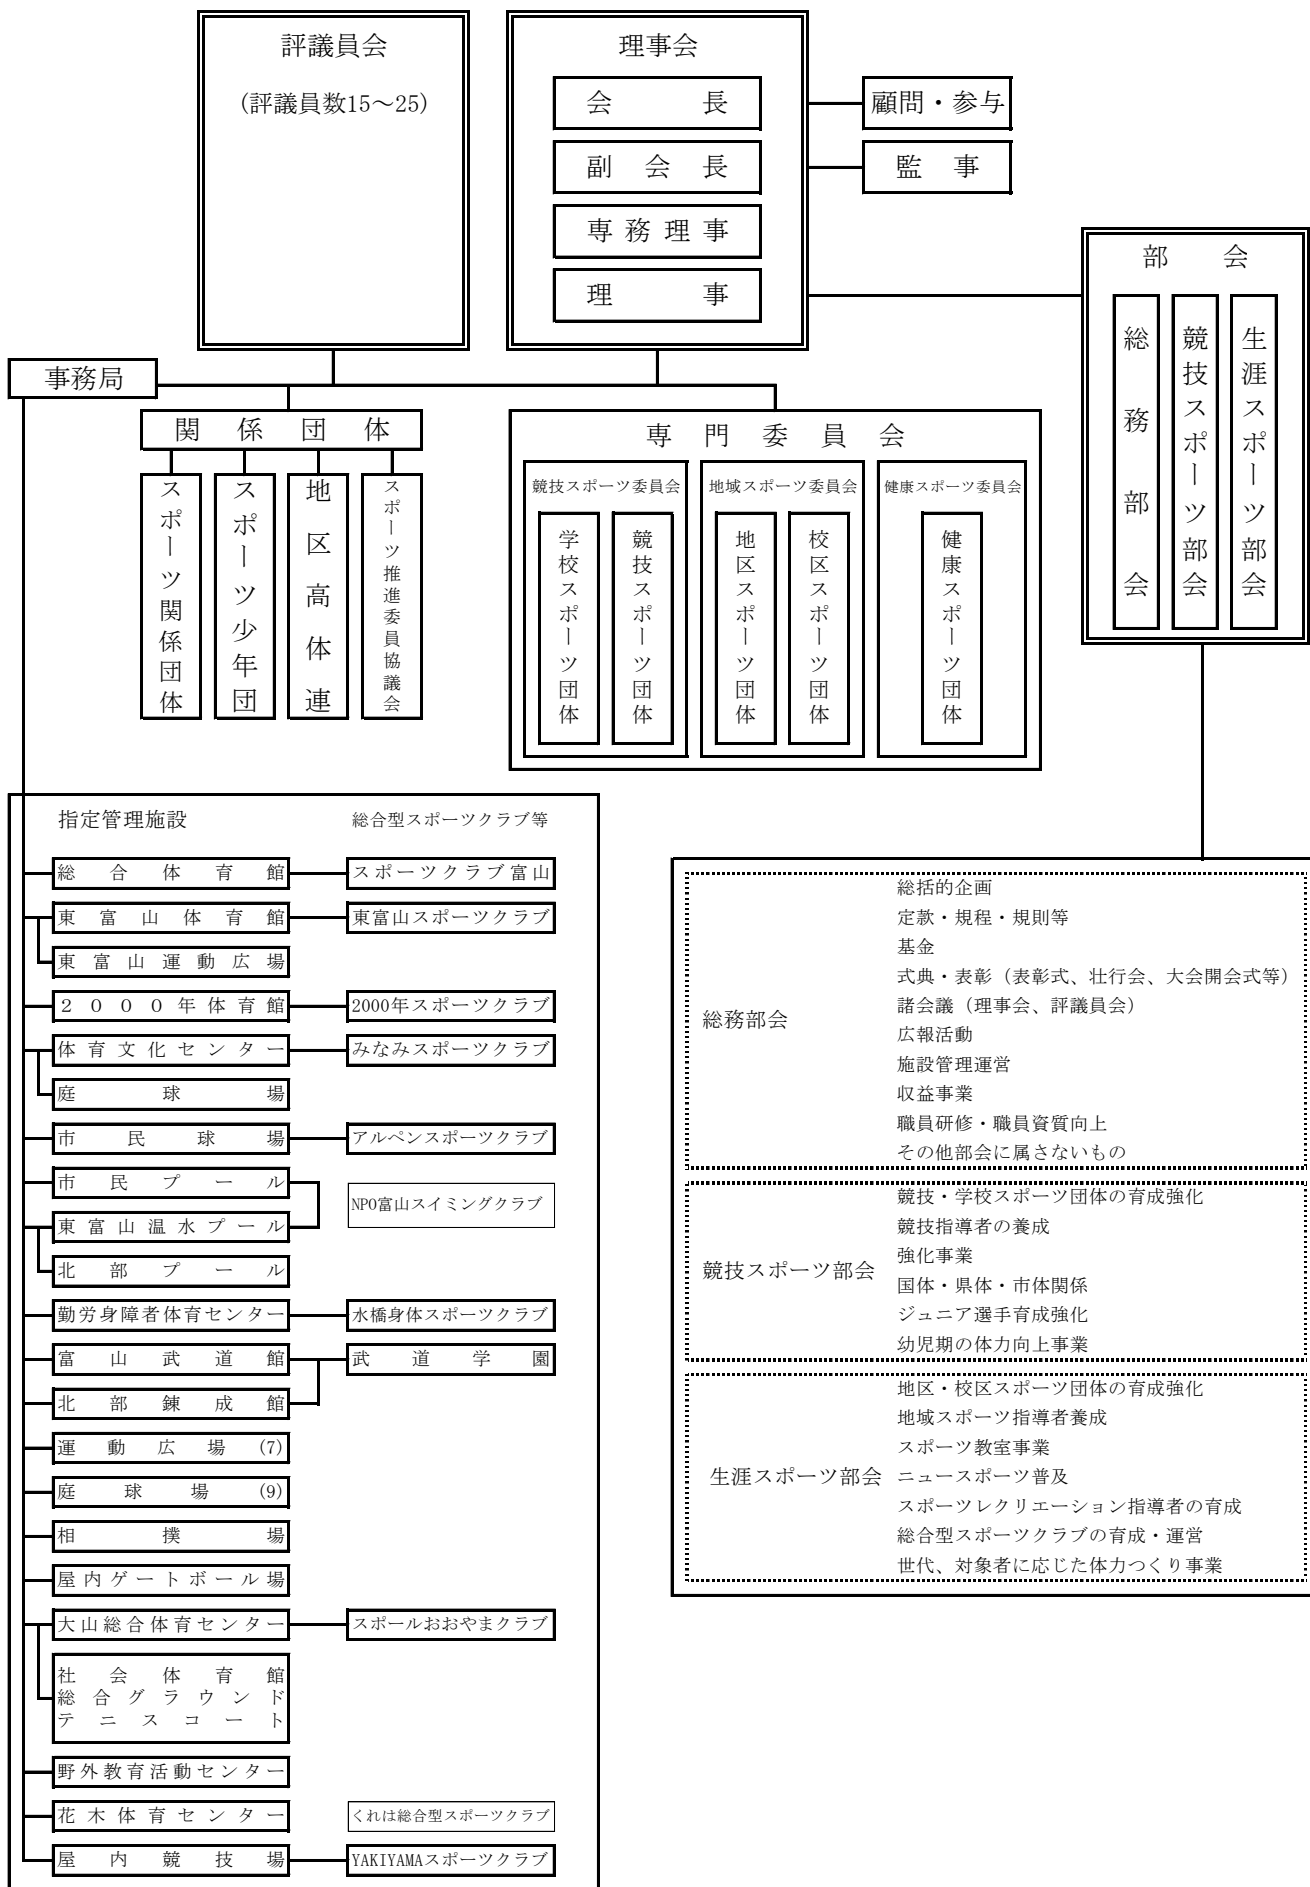 評議員会
(評議員数15～25)
理事会
会長
副会長
専務理事
理事
顧問・参与
監事
部会
総務部会
競技スポーツ部会
生涯スポーツ部会
事務局
関係団体
スポーツ関係団体
スポーツ少年団
地区高体連
スポーツ推進委員協議会
専門委員会
競技スポーツ委員会
学校スポーツ団体
競技スポーツ団体
地域スポーツ委員会
地区スポーツ団体
校区スポーツ団体
健康スポーツ委員会
健康スポーツ団体
指定管理施設
総合型スポーツクラブ等
総合体育館
スポーツクラブ富山
東富山体育館
東富山スポーツクラブ
東富山運動広場
2000年体育館
2000年スポーツクラブ
体育文化センター
みなみスポーツクラブ
庭球場
市民球場
アルペンスポーツクラブ
市民プール
NPO富山スイミングクラブ
東富山温水プール
北部プール
勤労身障者体育センター
水橋身体スポーツクラブ
富山武道館
武道学園
北部錬成館
運動広場(7)
庭球場(9)
相撲場
屋内ゲートボール場
大山総合体育センター
スポールおおやまクラブ
社会体育館
総合グラウンド
テニスコート
野外教育活動センター
花木体育センター
くれは総合型スポーツクラブ
屋内競技場
YAKIYAMAスポーツクラブ
総務部会
総括的企画
定款・規程・規則等
基金
式典・表彰（表彰式、壮行会、大会開会式等）
諸会議（理事会、評議員会）
広報活動
施設管理運営
収益事業
職員研修・職員資質向上
その他部会に属さないもの
競技スポーツ部会
競技・学校スポーツ団体の育成強化
競技指導者の養成
強化事業
国体・県体・市体関係
ジュニア選手育成強化
幼児期の体力向上事業
生涯スポーツ部会
地区・校区スポーツ団体の育成強化
地域スポーツ指導者養成
スポーツ教室事業
ニュースポーツ普及
スポーツレクリエーション指導者の育成
総合型スポーツクラブの育成・運営
世代、対象者に応じた体力つくり事業